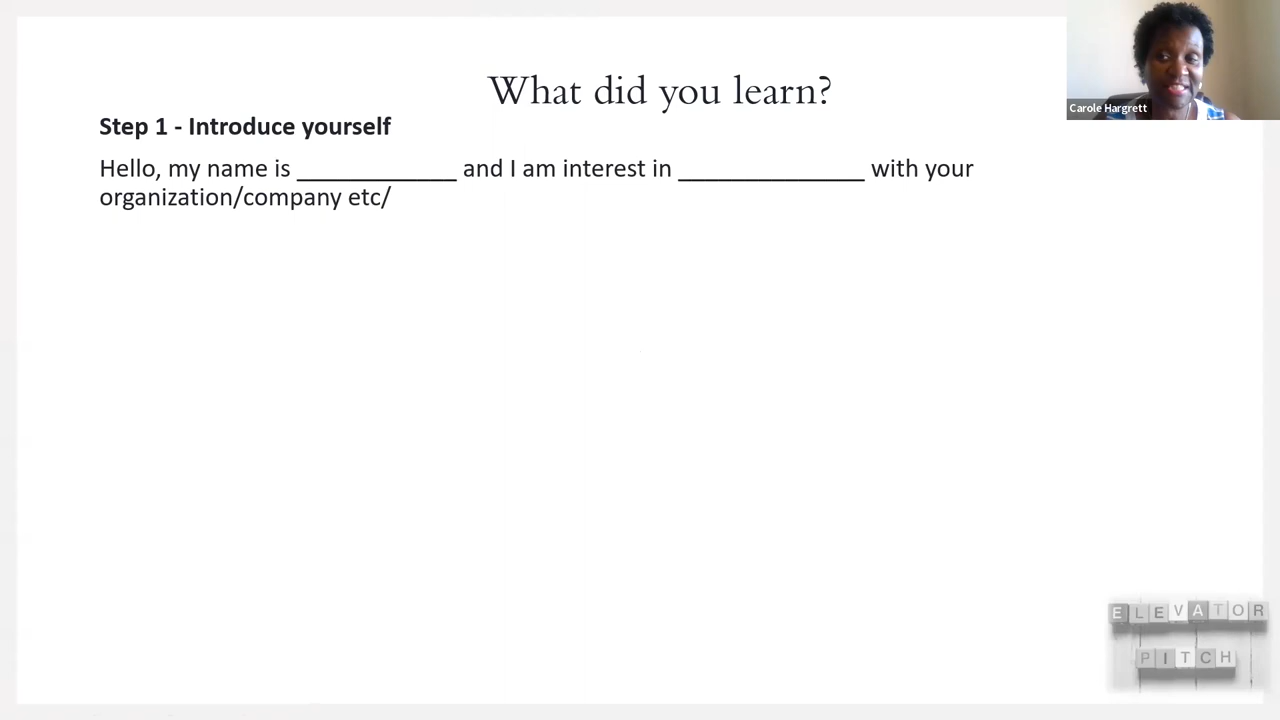 What did you learn?
Carole Hargrett
Step 1 - Introduce yourself
Hello, my name is ____________ and I am interest in ______________ with your
organization/company etc/
ELEVATOR
PITCH